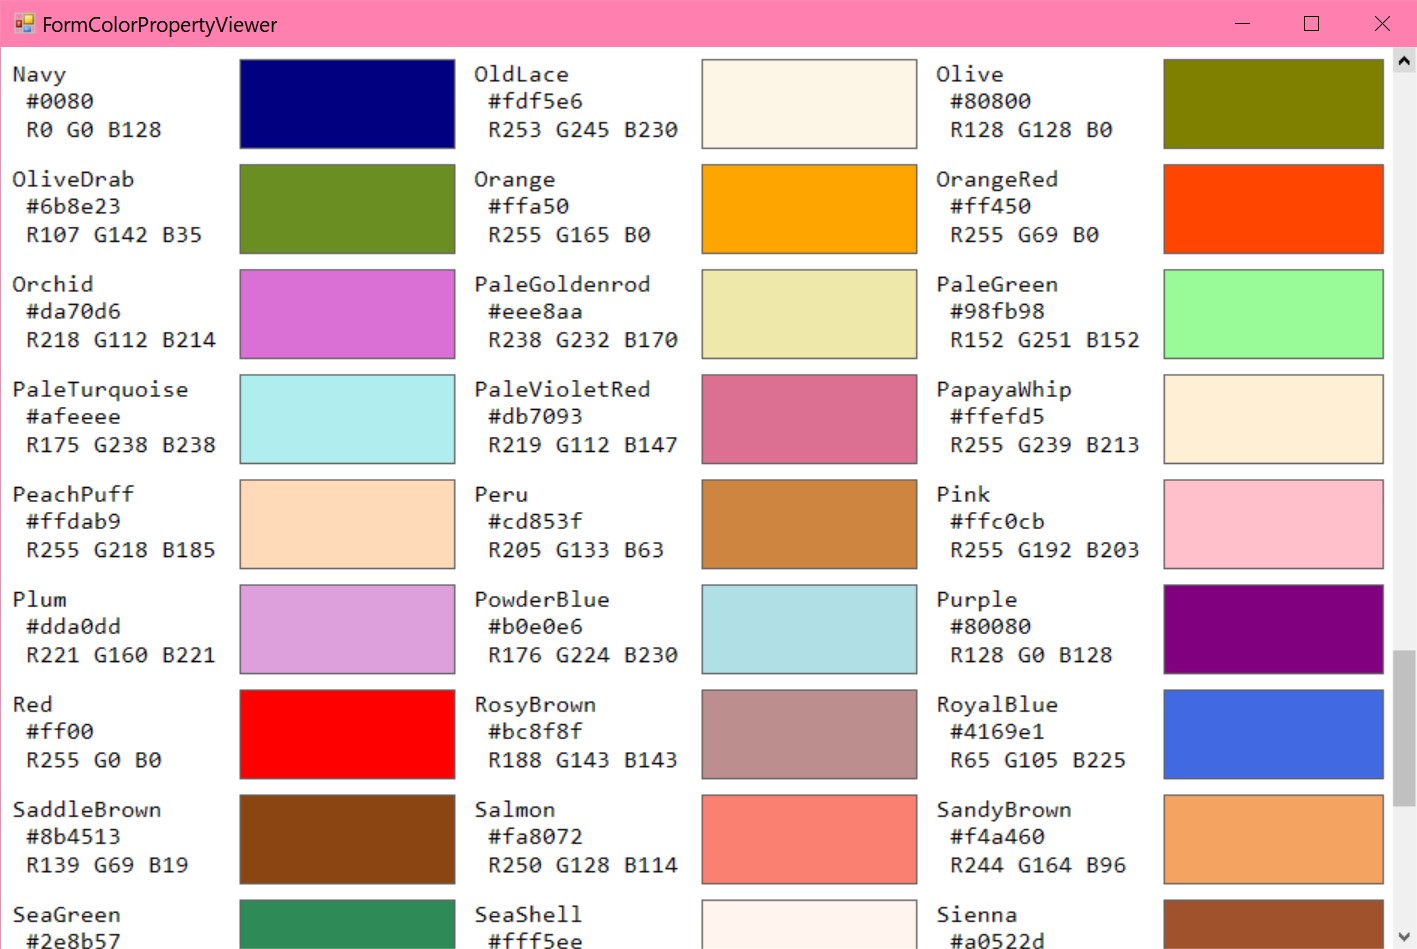 FormColorPropertyViewer
Navy
#0080
R0 G0 B128
OldLace
#fdf5e6
R253 G245 B230
Olive
#80800
R128 G128 B0
OliveDrab
#6b8e23
R107 G142 B35
Orange
#ffa50
R255 G165 B0
OrangeRed
#ff450
R255 G69 B0
Orchid
#da70d6
R218 G112 B214
PaleGoldenrod
#eee8aa
R238 G232 B170
PaleGreen
#98fb98
R152 G251 B152
PaleTurquoise
#afeeee
R175 G238 B238
PaleVioletRed
#db7093
R219 G112 B147
PapayaWhip
#ffefd5
R255 G239 B213
PeachPuff
#ffdab9
R255 G218 B185
Peru
#cd853f
R205 G133 B63
Pink
#ffc0cb
R255 G192 B203
Plum
#dda0dd
R221 G160 B221
PowderBlue
#b0e0e6
R176 G224 B230
Purple
#80080
R128 G0 B128
Red
#ff00
R255 G0 B0
RosyBrown
#bc8f8f
R188 G143 B143
RoyalBlue
#4169e1
R65 G105 B225
SaddleBrown
#8b4513
R139 G69 B19
Salmon
#fa8072
R250 G128 B114
SandyBrown
#f4a460
R244 G164 B96
SeaGreen
#2e8b57
SeaShell
#fff5ee
Sienna
#a0522d